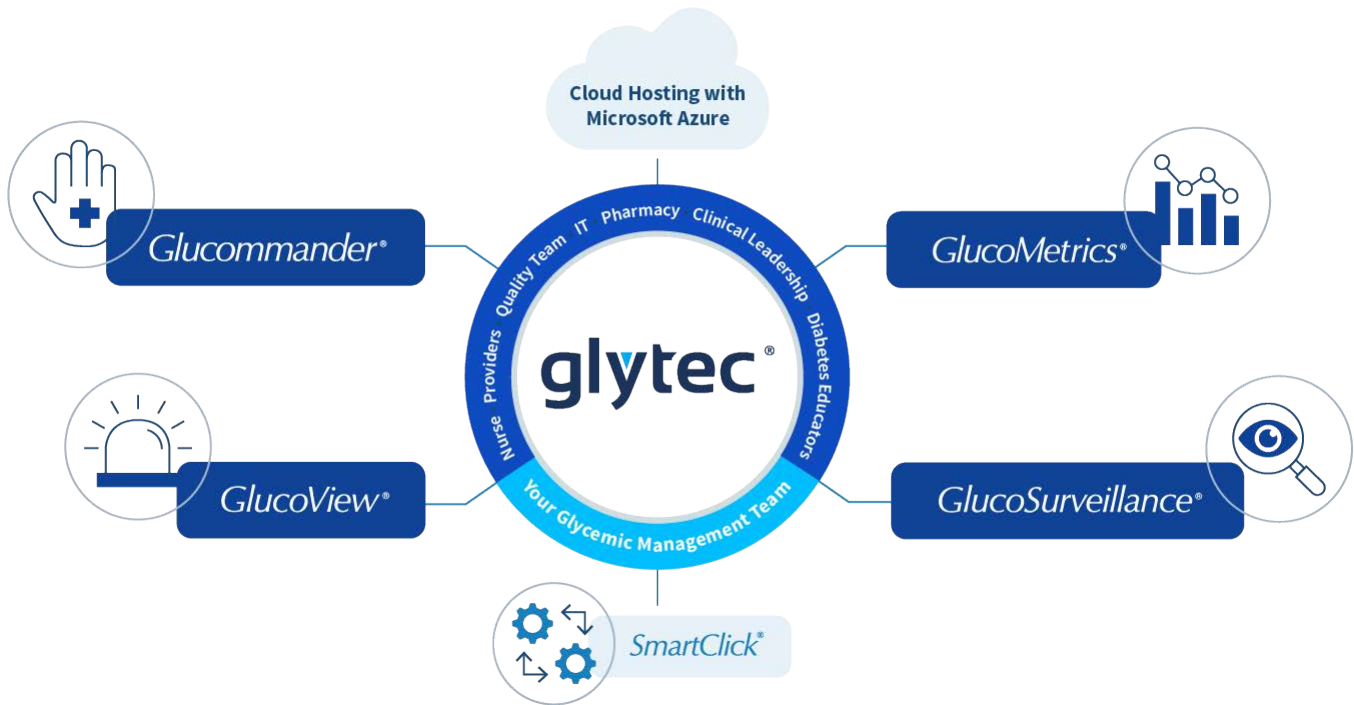 Cloud Hosting with
Microsoft Azure
Glucommander®
GlucoMetrics®
Nurse · Providers · Quality Team · IT · Pharmacy · Clinical Leadership · Diabetes Educators
glytec®
GlucoView®
GlucoSurveillance®
Your Glycemic Management Team
SmartClick®